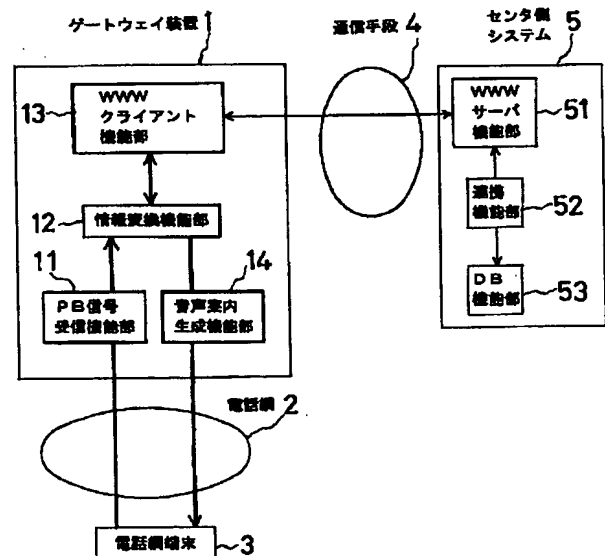 ゲートウェイ装置 1
通信手段 4
センタ側
システム 5
13
WWW
クライアント
機能部
WWW
サーバ
機能部
51
12
情報変換機能部
連携
機能部
52
11
PB信号
受信機能部
14
音声案内
生成機能部
DB
機能部
53
電話網 2
電話網端末
3